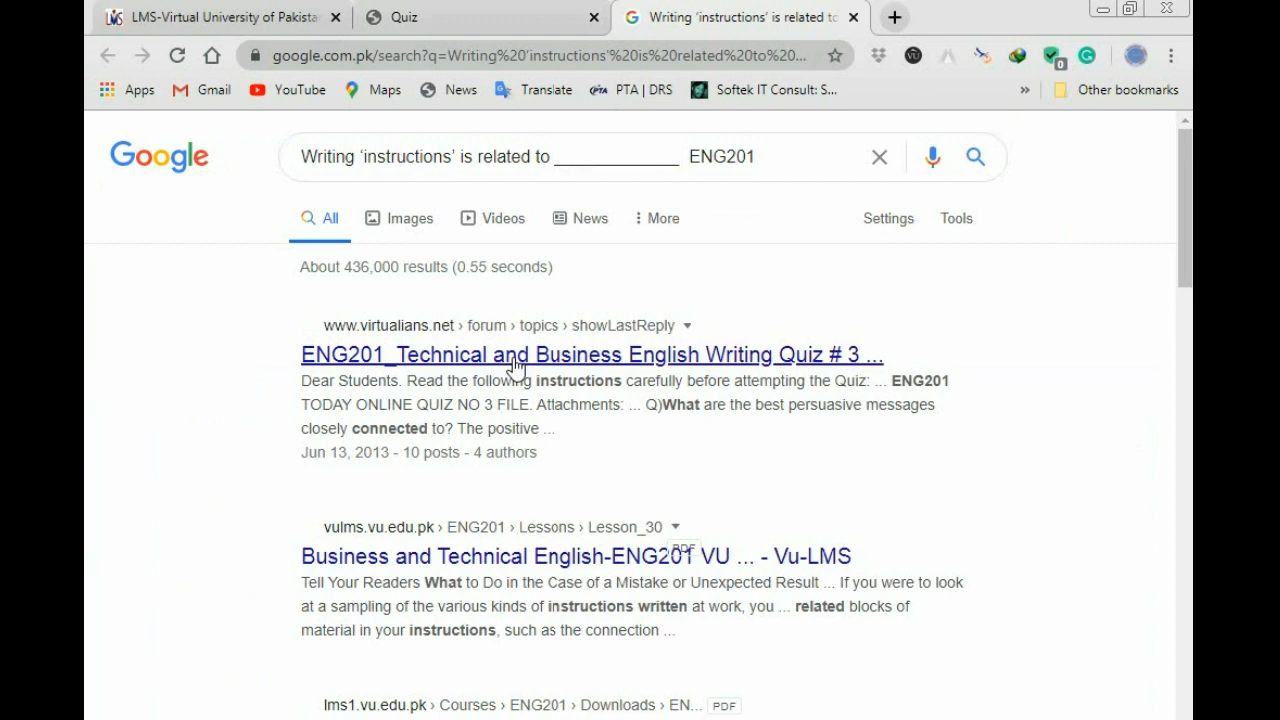 LMS-Virtual University of Pakista
Quiz
Writing 'instructions' is related to
google.com.pk/search?q=Writing%20'instructions'%20is%20related%20to%20...
Apps
Gmail
YouTube
Maps
News
Translate
PTA PTA | DRS
Softek IT Consult: S...
»
Other bookmarks
Google
Writing ‘instructions’ is related to _____________ ENG201
All
Images
Videos
News
More
Settings
Tools
About 436,000 results (0.55 seconds)
www.virtualians.net › forum › topics › showLastReply
ENG201_Technical and Business English Writing Quiz # 3 ...
Dear Students. Read the following instructions carefully before attempting the Quiz: ... ENG201
TODAY ONLINE QUIZ NO 3 FILE. Attachments: ... Q)What are the best persuasive messages
closely connected to? The positive ...
Jun 13, 2013 - 10 posts - 4 authors
vulms.vu.edu.pk › ENG201 › Lessons › Lesson_30
PDF
Business and Technical English-ENG201 VU ... - Vu-LMS
Tell Your Readers What to Do in the Case of a Mistake or Unexpected Result ... If you were to look
at a sampling of the various kinds of instructions written at work, you ... related blocks of
material in your instructions, such as the connection ...
lms1.vu.edu.pk › Courses › ENG201 › Downloads › EN... PDF